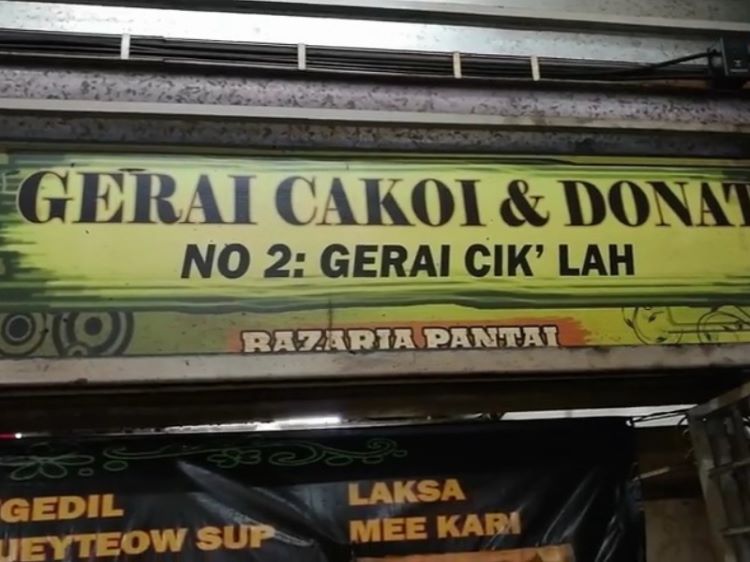 GERAI CAKOI & DONAT
NO 2: GERAI CIK' LAH
BAZARIA PANTAI
GEDIL
LAKSA
UEYTEOW SUP
MEE KARI